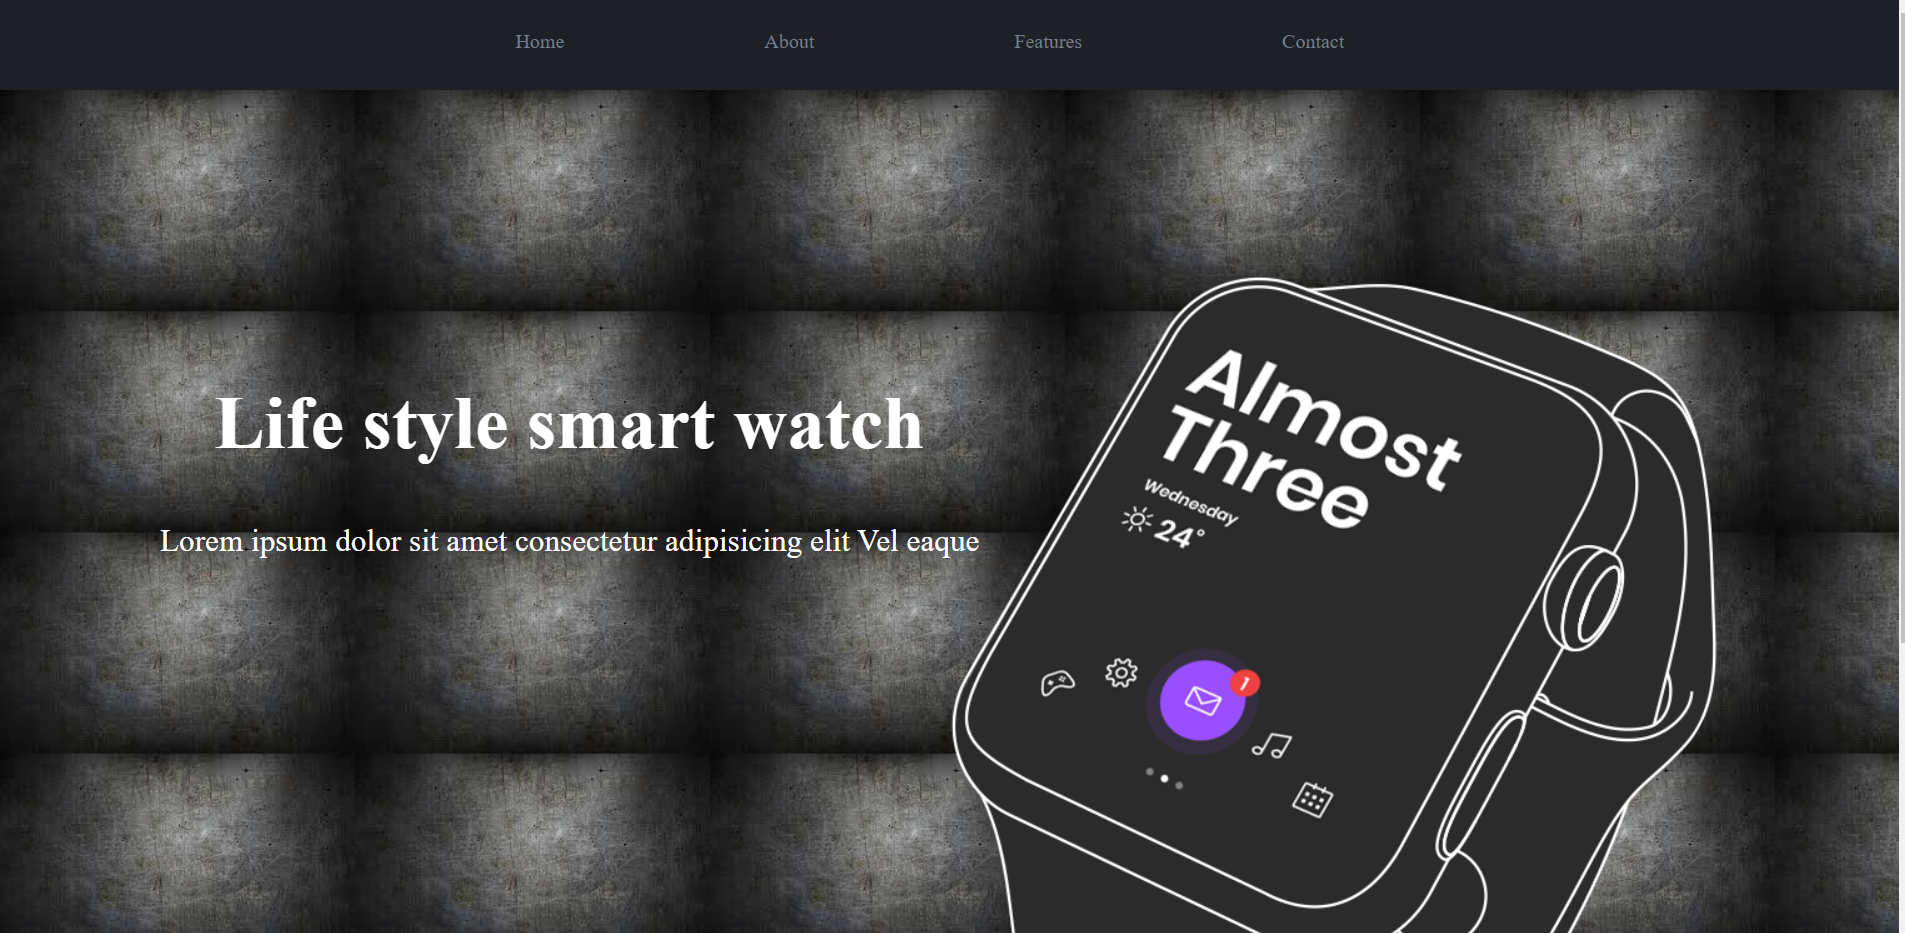 Home About Features Contact
Life style smart watch
Lorem ipsum dolor sit amet consectetur adipisicing elit Vel eaque
Almost
Three
Wednesday
24°
1